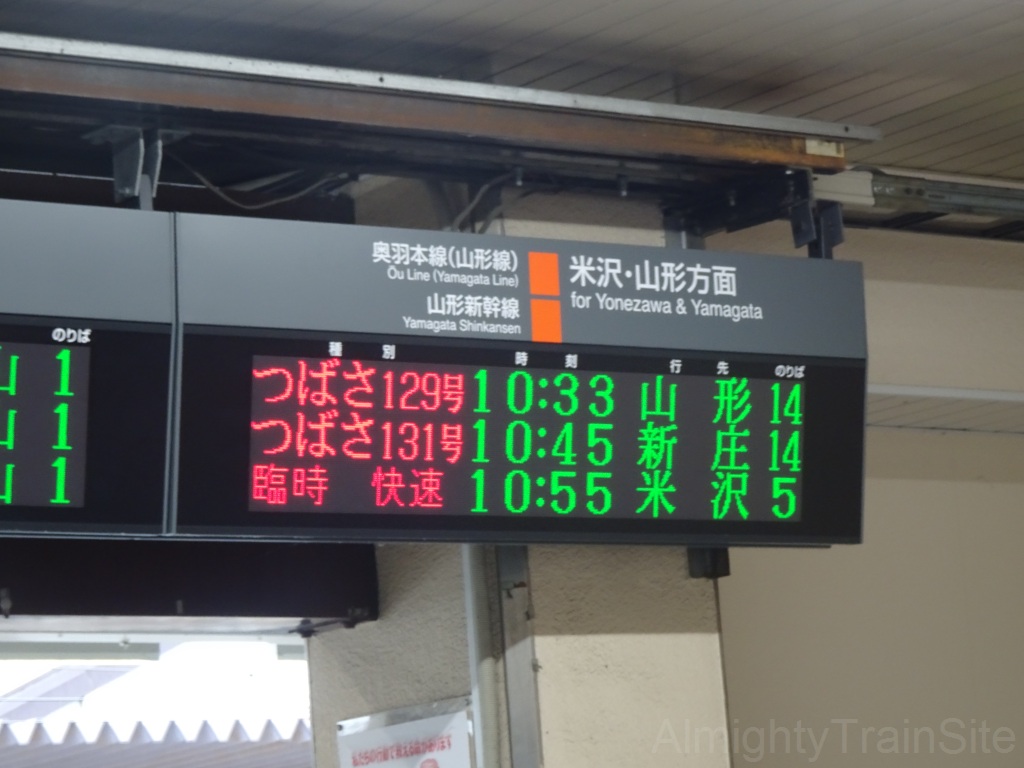 奥羽本線(山形線)
Ōu Line (Yamagata Line)
山形新幹線
Yamagata Shinkansen
米沢・山形方面
for Yonezawa & Yamagata
のりば
山 1
山 1
山 1
種別 時刻 行先 のりば
つばさ129号 10:33 山形 14
つばさ131号 10:45 新庄 14
臨時 快速 10:55 米沢 5
AlmightyTrainSite